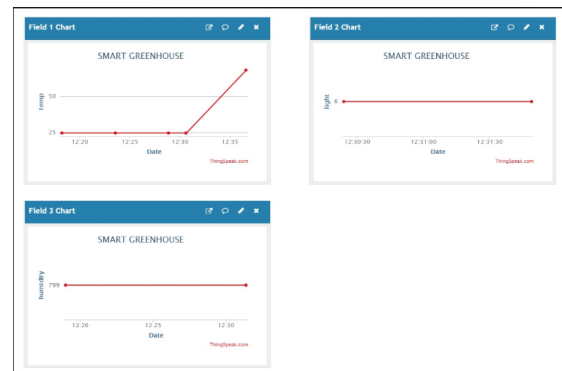 Field 1 Chart
SMART GREENHOUSE
temp
50
25
12:20 12:25 12:30 12:35
Date
ThingSpeak.com
Field 2 Chart
SMART GREENHOUSE
light
6
12:30:30 12:31:00 12:31:30
Date
ThingSpeak.com
Field 3 Chart
SMART GREENHOUSE
humidity
799
12:20 12:25 12:30
Date
ThingSpeak.com